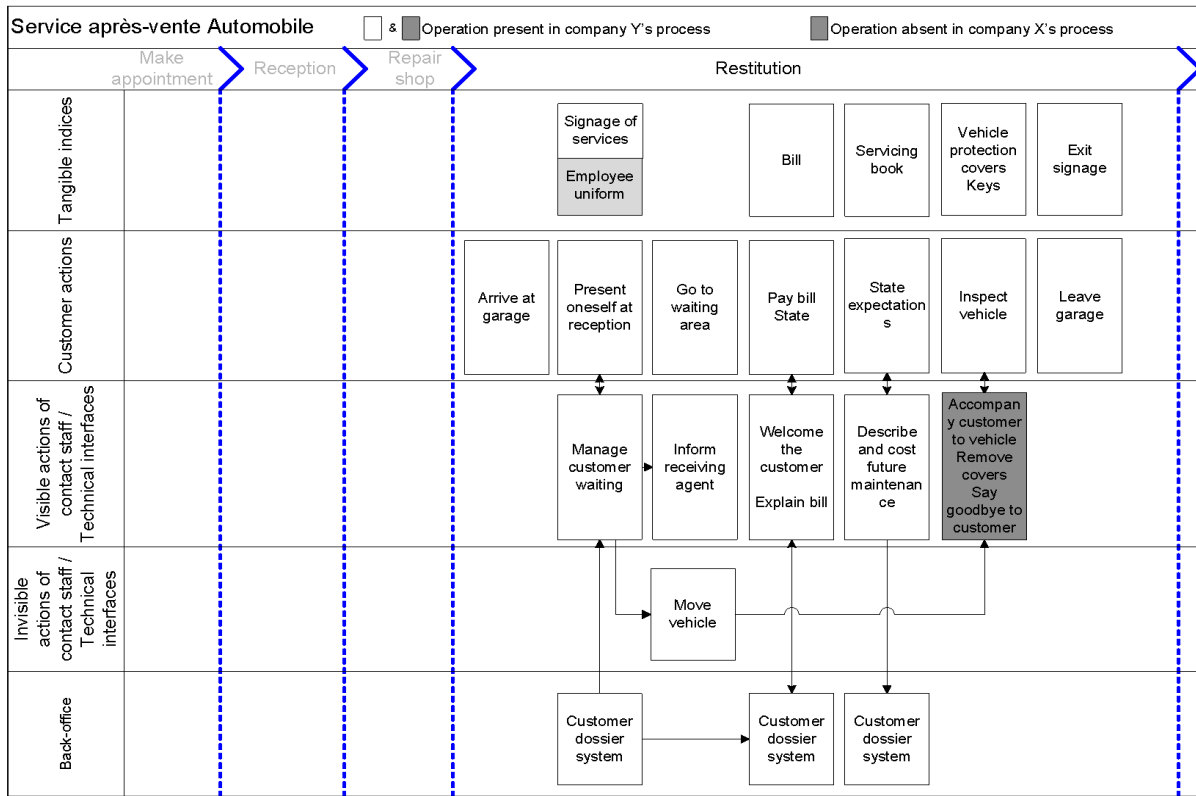 Service après-vente Automobile
& Operation present in company Y's process
Operation absent in company X's process
Make
appointment
Reception
Repair
shop
Restitution
Tangible indices
Signage of
services
Employee
uniform
Bill
Servicing
book
Vehicle
protection
covers
Keys
Exit
signage
Customer actions
Arrive at
garage
Present
oneself at
reception
Go to
waiting
area
Pay bill
State
State
expectation
s
Inspect
vehicle
Leave
garage
Visible actions of
contact staff /
Technical interfaces
Manage
customer
waiting
Inform
receiving
agent
Welcome
the
customer
Explain bill
Describe
and cost
future
maintena
nce
Accompan
y customer
to vehicle
Remove
covers
Say
goodbye to
customer
Invisible
actions of
contact staff /
Technical
interfaces
Move
vehicle
Back-office
Customer
dossier
system
Customer
dossier
system
Customer
dossier
system